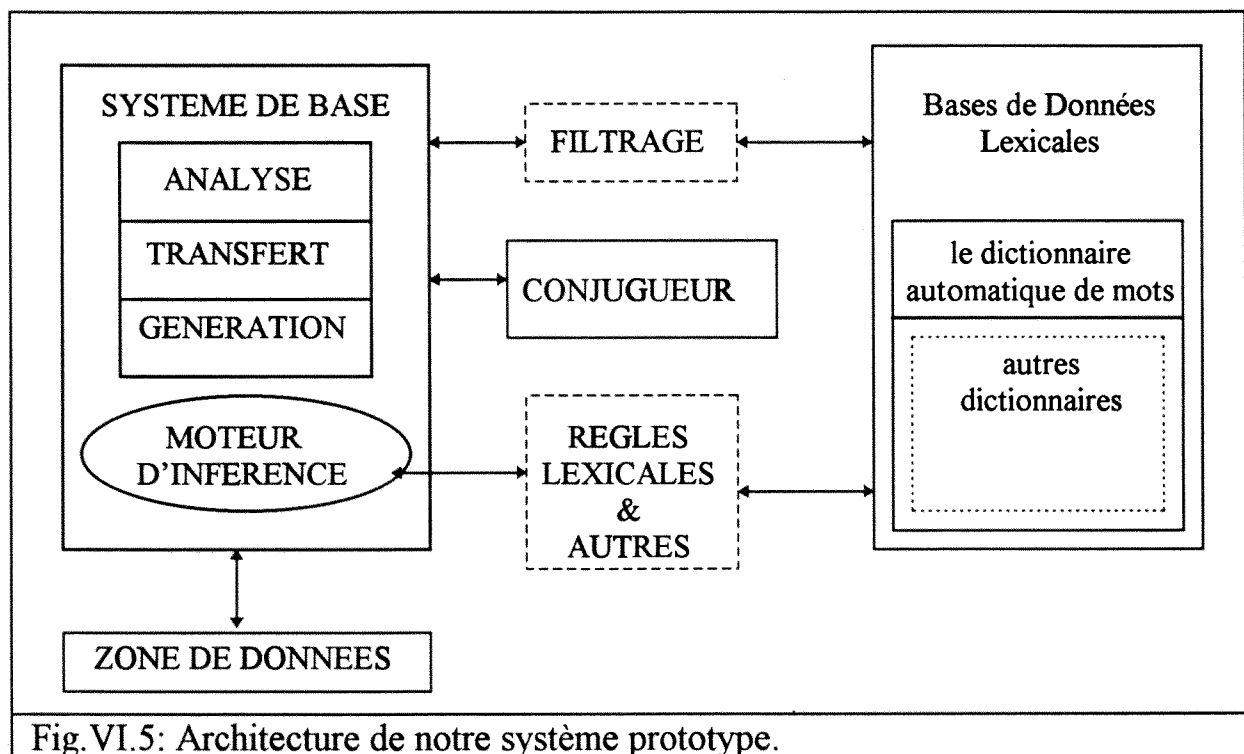 SYSTEME DE BASE
ANALYSE
TRANSFERT
GENERATION
MOTEUR
D'INFERENCE
ZONE DE DONNEES
FILTRAGE
CONJUGUEUR
REGLES
LEXICALES
&
AUTRES
Bases de Données
Lexicales
le dictionnaire
automatique de mots
autres
dictionnaires
Fig.VI.5: Architecture de notre système prototype.